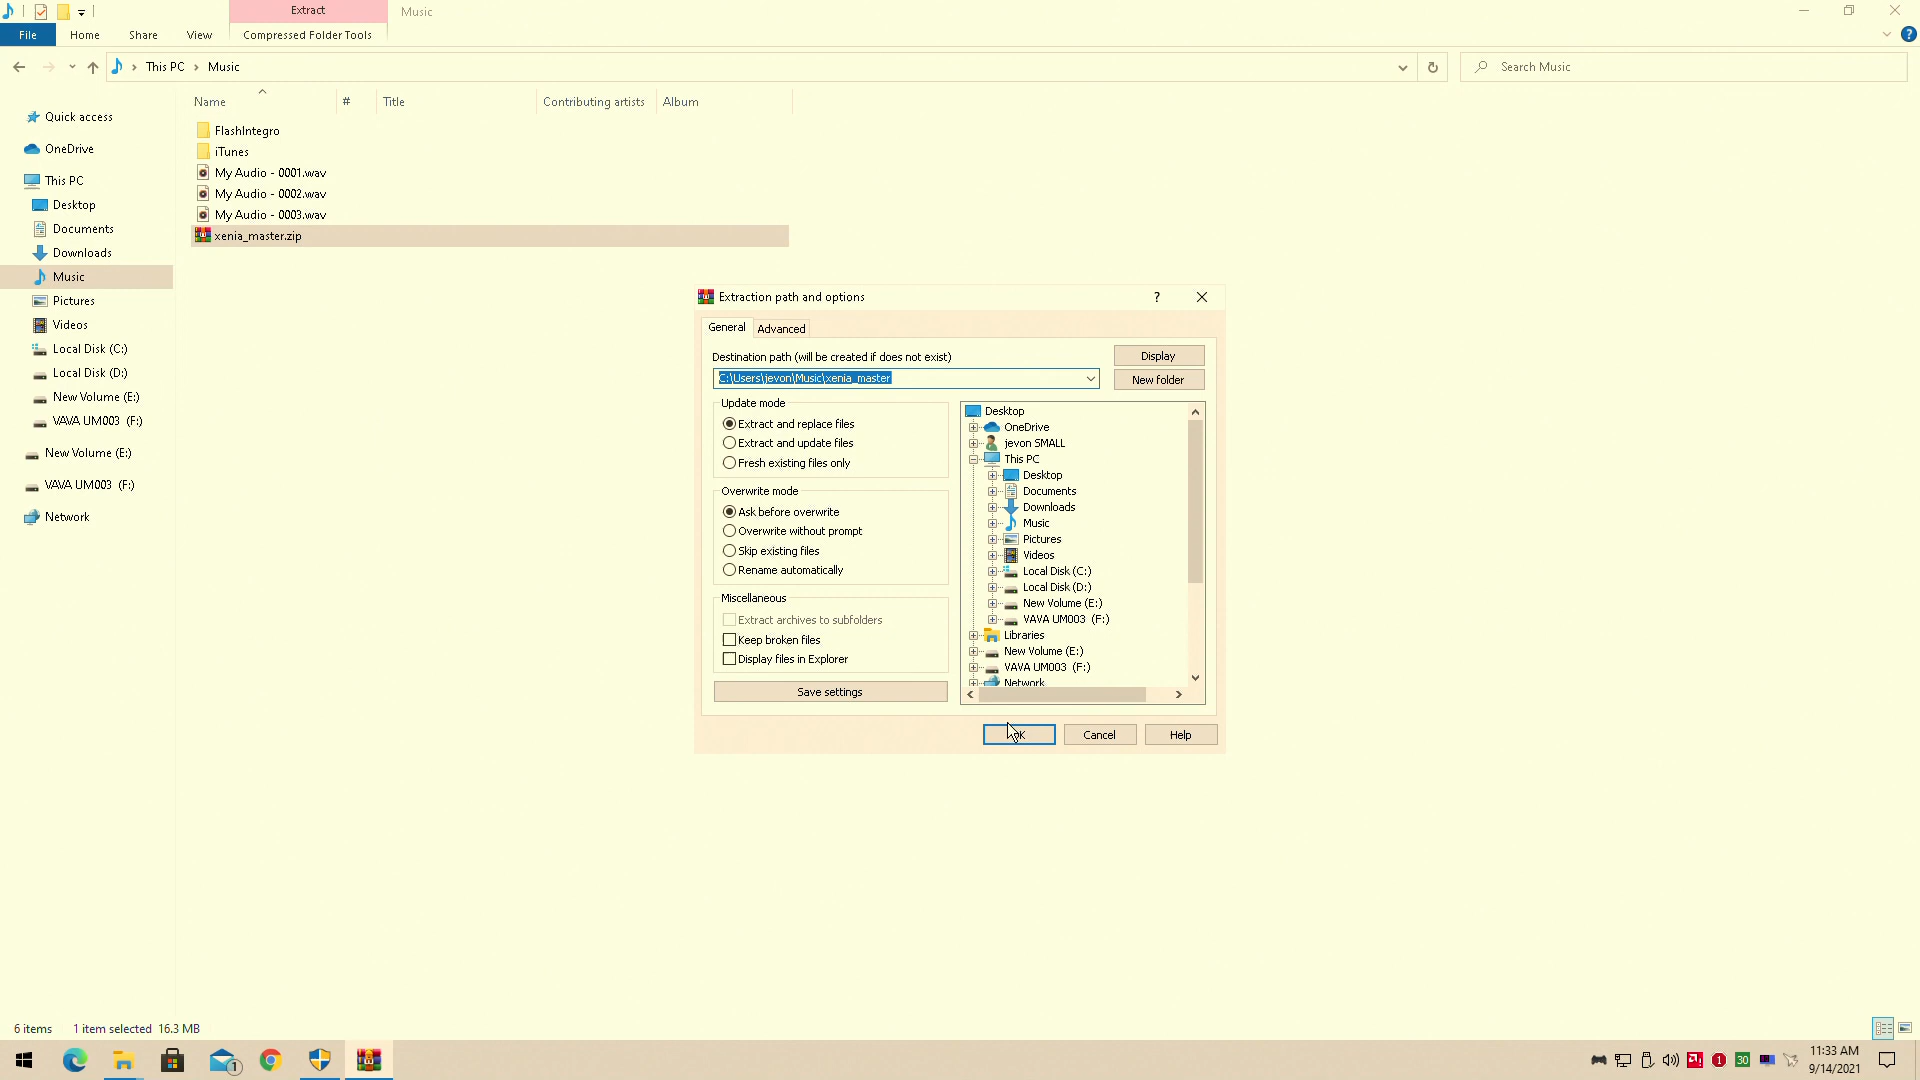 Extract
Music
File
Home
Share
View
Compressed Folder Tools
?
This PC
Music
Search Music
Name
#
Title
Contributing artists
Album
Quick access
OneDrive
This PC
Desktop
Documents
Downloads
Music
Pictures
Videos
Local Disk (C:)
Local Disk (D:)
New Volume (E:)
VAVA UM003 (F:)
New Volume (E:)
VAVA UM003 (F:)
Network
FlashIntegro
iTunes
My Audio - 0001.wav
My Audio - 0002.wav
My Audio - 0003.wav
xenia_master.zip
Extraction path and options
?
General
Advanced
Destination path (will be created if does not exist)
C:\Users\jevon\Music\xenia_master
Display
New folder
Update mode
Extract and replace files
Extract and update files
Fresh existing files only
Overwrite mode
Ask before overwrite
Overwrite without prompt
Skip existing files
Rename automatically
Miscellaneous
Extract archives to subfolders
Keep broken files
Display files in Explorer
Save settings
Desktop
OneDrive
jevon SMALL
This PC
Desktop
Documents
Downloads
Music
Pictures
Videos
Local Disk (C:)
Local Disk (D:)
New Volume (E:)
VAVA UM003 (F:)
Libraries
New Volume (E:)
VAVA UM003 (F:)
Network
OK
Cancel
Help
6 items
1 item selected 16.3 MB
1
1
30
11:33 AM
9/14/2021